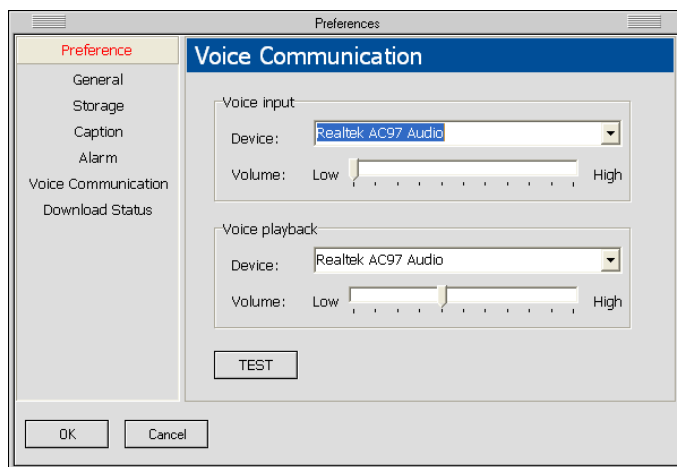 Preferences
Preference
General
Storage
Caption
Alarm
Voice Communication
Download Status
Voice Communication
Voice input
Device: Realtek AC97 Audio
Volume: Low High
Voice playback
Device: Realtek AC97 Audio
Volume: Low High
TEST
OK Cancel